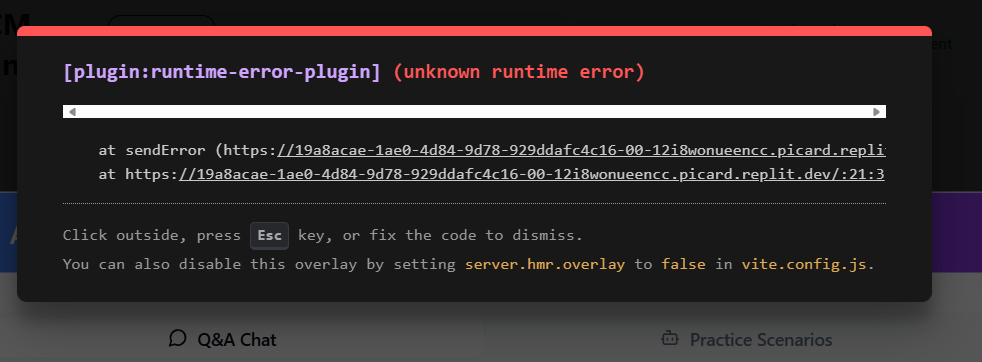 EM
ent
n
[plugin:runtime-error-plugin] (unknown runtime error)
at sendError (https://19a8acae-1ae0-4d84-9d78-929ddafc4c16-00-12i8wonueencc.picard.repli
at https://19a8acae-1ae0-4d84-9d78-929ddafc4c16-00-12i8wonueencc.picard.replit.dev/:21:3
Click outside, press Esc key, or fix the code to dismiss.
You can also disable this overlay by setting server.hmr.overlay to false in vite.config.js.
Q&A Chat
Practice Scenarios